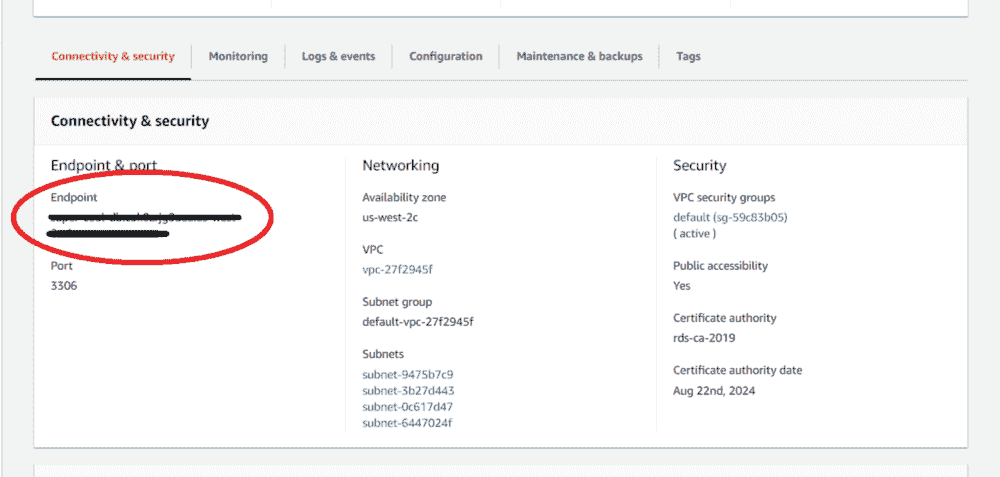 Connectivity & security
Monitoring
Logs & events
Configuration
Maintenance & backups
Tags
Connectivity & security
Endpoint & port
Endpoint
Port
3306
Networking
Availability zone
us-west-2c
VPC
vpc-27f2945f
Subnet group
default-vpc-27f2945f
Subnets
subnet-9475b7c9
subnet-3b27d443
subnet-0c617d47
subnet-6447024f
Security
VPC security groups
default (sg-59c83b05)
( active )
Public accessibility
Yes
Certificate authority
rds-ca-2019
Certificate authority date
Aug 22nd, 2024